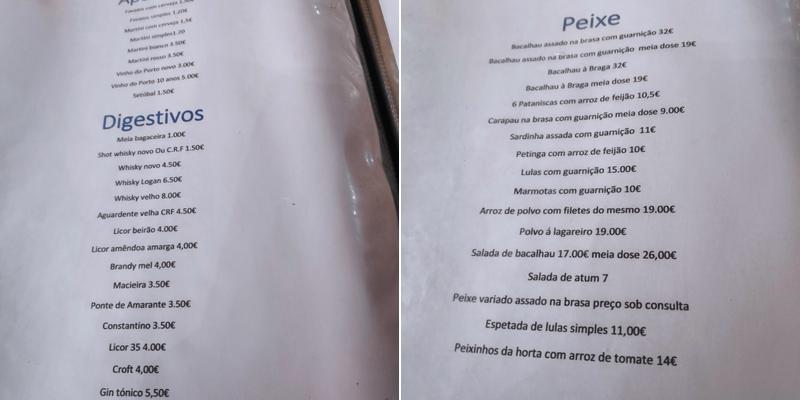 Favaios com cerveja 1,50€
Favaios simples 1,20€
Martini com cerveja 1,5€
Martini simples1.20
Martini bianco 3.50€
Martini rosso 3.50€
Vinho do Porto novo 3.00€
Vinho do Porto 10 anos 5.00€
Setúbal 1.50€
Digestivos
Meia bagaceira 1.00€
Shot whisky novo Ou C.R.F 1.50€
Whisky novo 4.50€
Whisky Logan 6.50€
Whisky velho 8.00€
Aguardente velha CRF 4.50€
Licor beirão 4.00€
Licor amêndoa amarga 4,00€
Brandy mel 4,00€
Macieira 3.50€
Ponte de Amarante 3.50€
Constantino 3.50€
Licor 35 4.00€
Croft 4,00€
Gin tónico 5,50€
Peixe
Bacalhau assado na brasa com guarnição 32€
Bacalhau assado na brasa com guarnição meia dose 19€
Bacalhau à Braga 32€
Bacalhau à Braga meia dose 19€
6 Pataniscas com arroz de feijão 10,5€
Carapau na brasa com guarnição meia dose 9.00€
Sardinha assada com guarnição 11€
Petinga com arroz de feijão 10€
Lulas com guarnição 15.00€
Marmotas com guarnição 10€
Arroz de polvo com filetes do mesmo 19.00€
Polvo á lagareiro 19.00€
Salada de bacalhau 17.00€ meia dose 26,00€
Salada de atum 7
Peixe variado assado na brasa preço sob consulta
Espetada de lulas simples 11,00€
Peixinhos da horta com arroz de tomate 14€